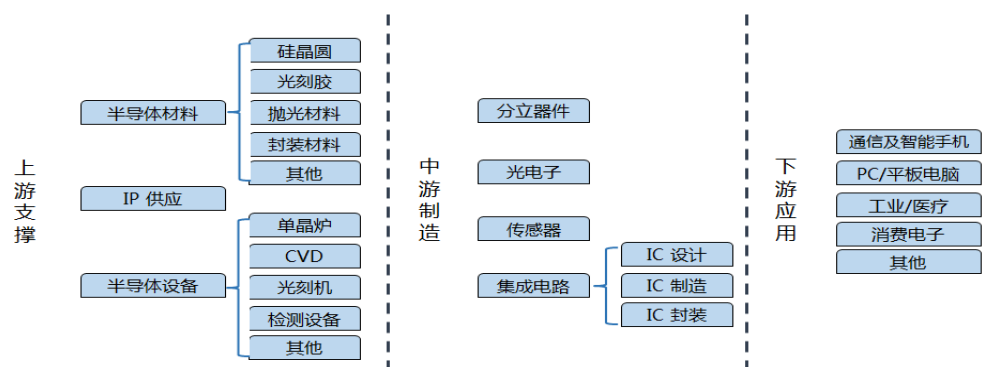 上游支撑
半导体材料
硅晶圆
光刻胶
抛光材料
封装材料
其他
IP 供应
半导体设备
单晶炉
CVD
光刻机
检测设备
其他
中游制造
分立器件
光电子
传感器
集成电路
IC 设计
IC 制造
IC 封装
下游应用
通信及智能手机
PC/平板电脑
工业/医疗
消费电子
其他